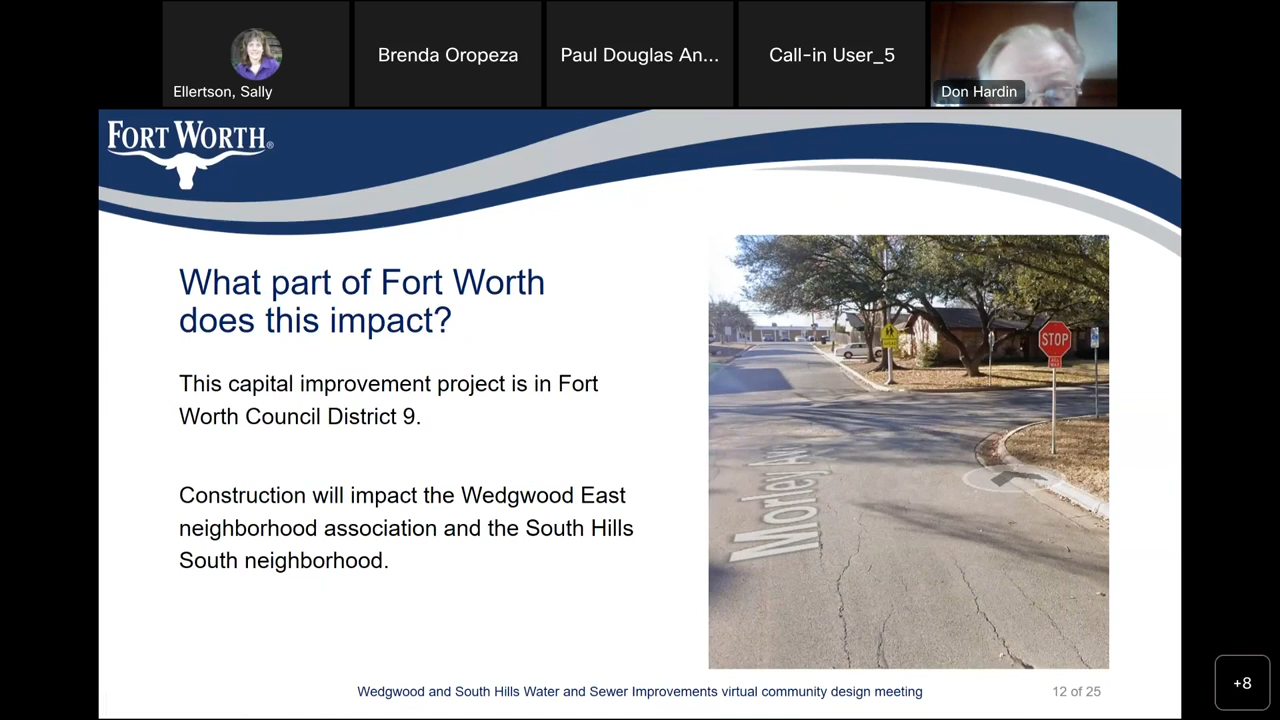 Ellertson, Sally
Brenda Oropeza
Paul Douglas An...
Call-in User_5
Don Hardin
FORT WORTH®
What part of Fort Worth
does this impact?
This capital improvement project is in Fort
Worth Council District 9.
Construction will impact the Wedgwood East
neighborhood association and the South Hills
South neighborhood.
STOP
Morley Av
Wedgwood and South Hills Water and Sewer Improvements virtual community design meeting
12 of 25
+8